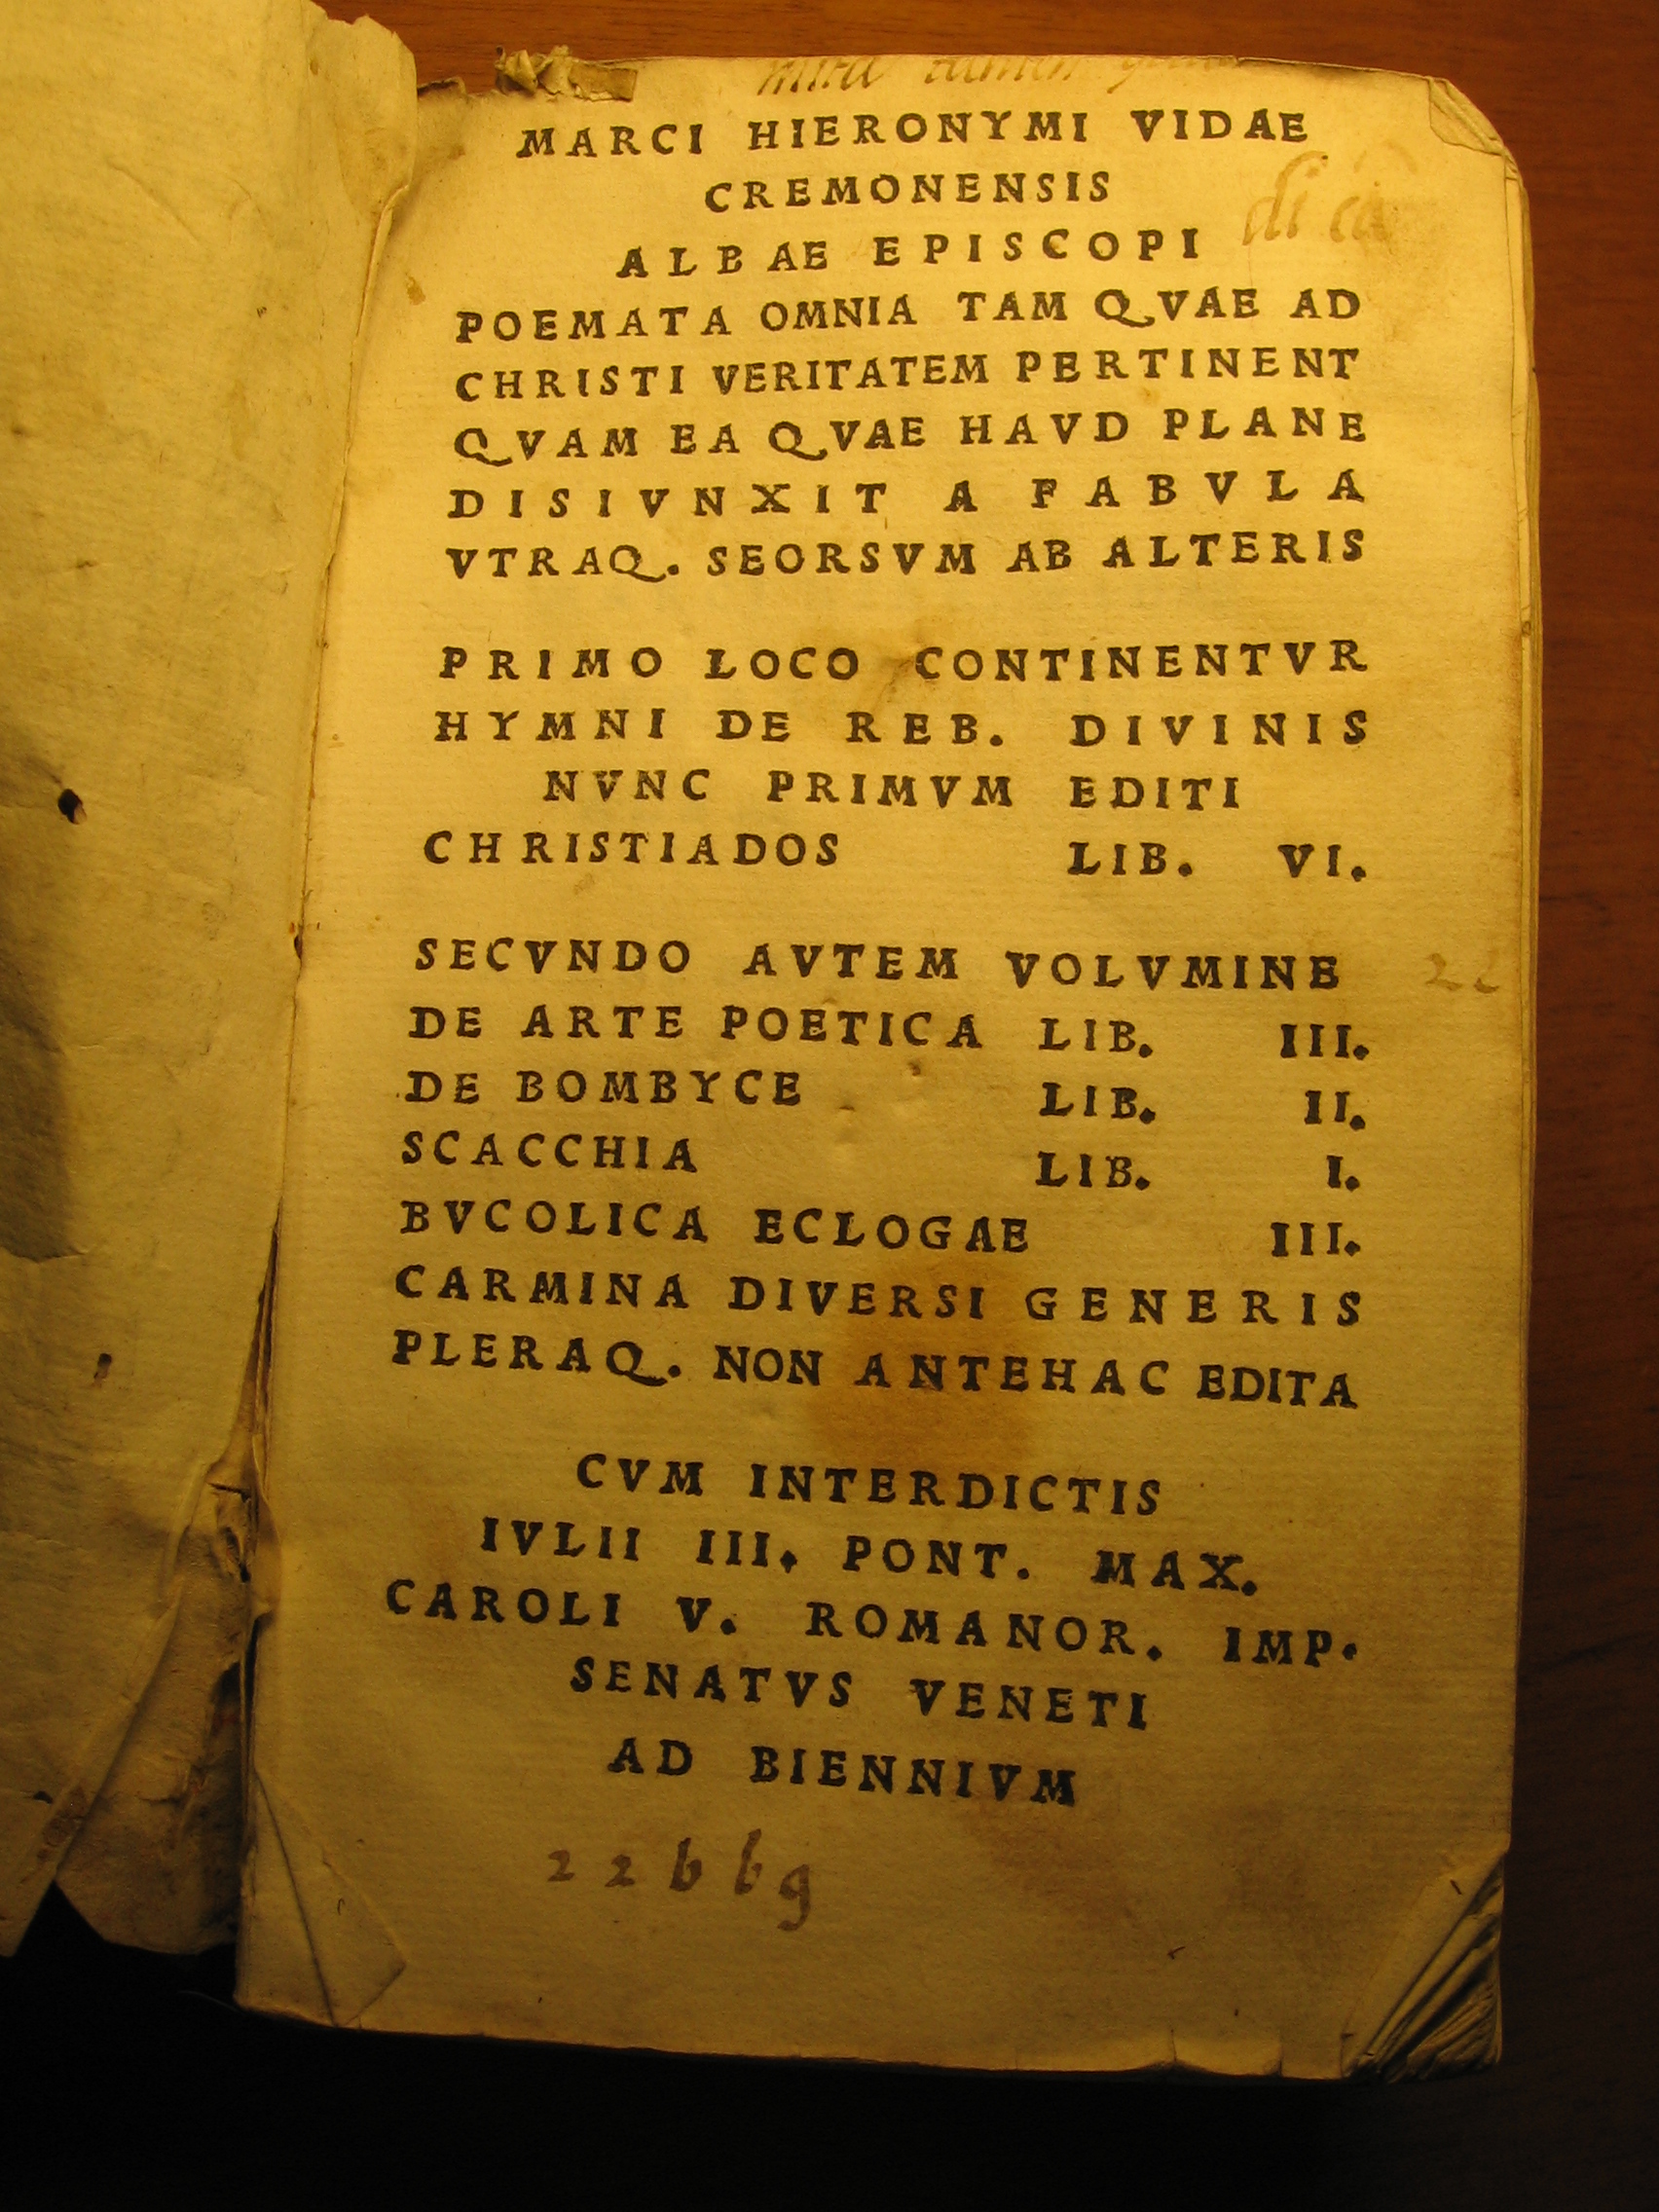 MARCI HIERONYMI VIDAE
CREMONENSIS
ALBAE EPISCOPI
POEMATA OMNIA TAM QVAE AD
CHRISTI VERITATEM PERTINENT
QVAM EA QVAE HAVD PLANE
DISIVNXIT A FABVLA
VTRAQ. SEORSVM AB ALTERIS
PRIMO LOCO CONTINENTVR
HYMNI DE REB. DIVINIS
NVNC PRIMVM EDITI
CHRISTIADOS LIB. VI.
SECVNDO AVTEM VOLVMINE
DE ARTE POETICA LIB. III.
DE BOMBYCE LIB. II.
SCACCHIA LIB. I.
BVCOLICA ECLOGAE III.
CARMINA DIVERSI GENERIS
PLERAQ. NON ANTEHAC EDITA
CVM INTERDICTIS
IVLII III. PONT. MAX.
CAROLI V. ROMANOR. IMP.
SENATVS VENETI
AD BIENNIVM